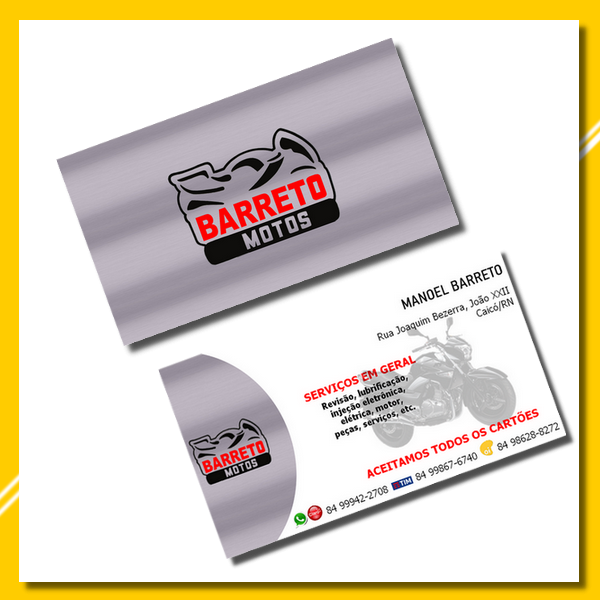 BARRETO
MOTOS
MANOEL BARRETO
Rua Joaquim Bezerra, João XXII
Caicó/RN
SERVIÇOS EM GERAL
Revisão, lubrificação,
injeção eletrônica,
elétrica, motor,
peças, serviços, etc.
ACEITAMOS TODOS OS CARTÕES
84 99942-2708 TIM 84 99867-6740 oi 84 98628-8272
BARRETO
MOTOS